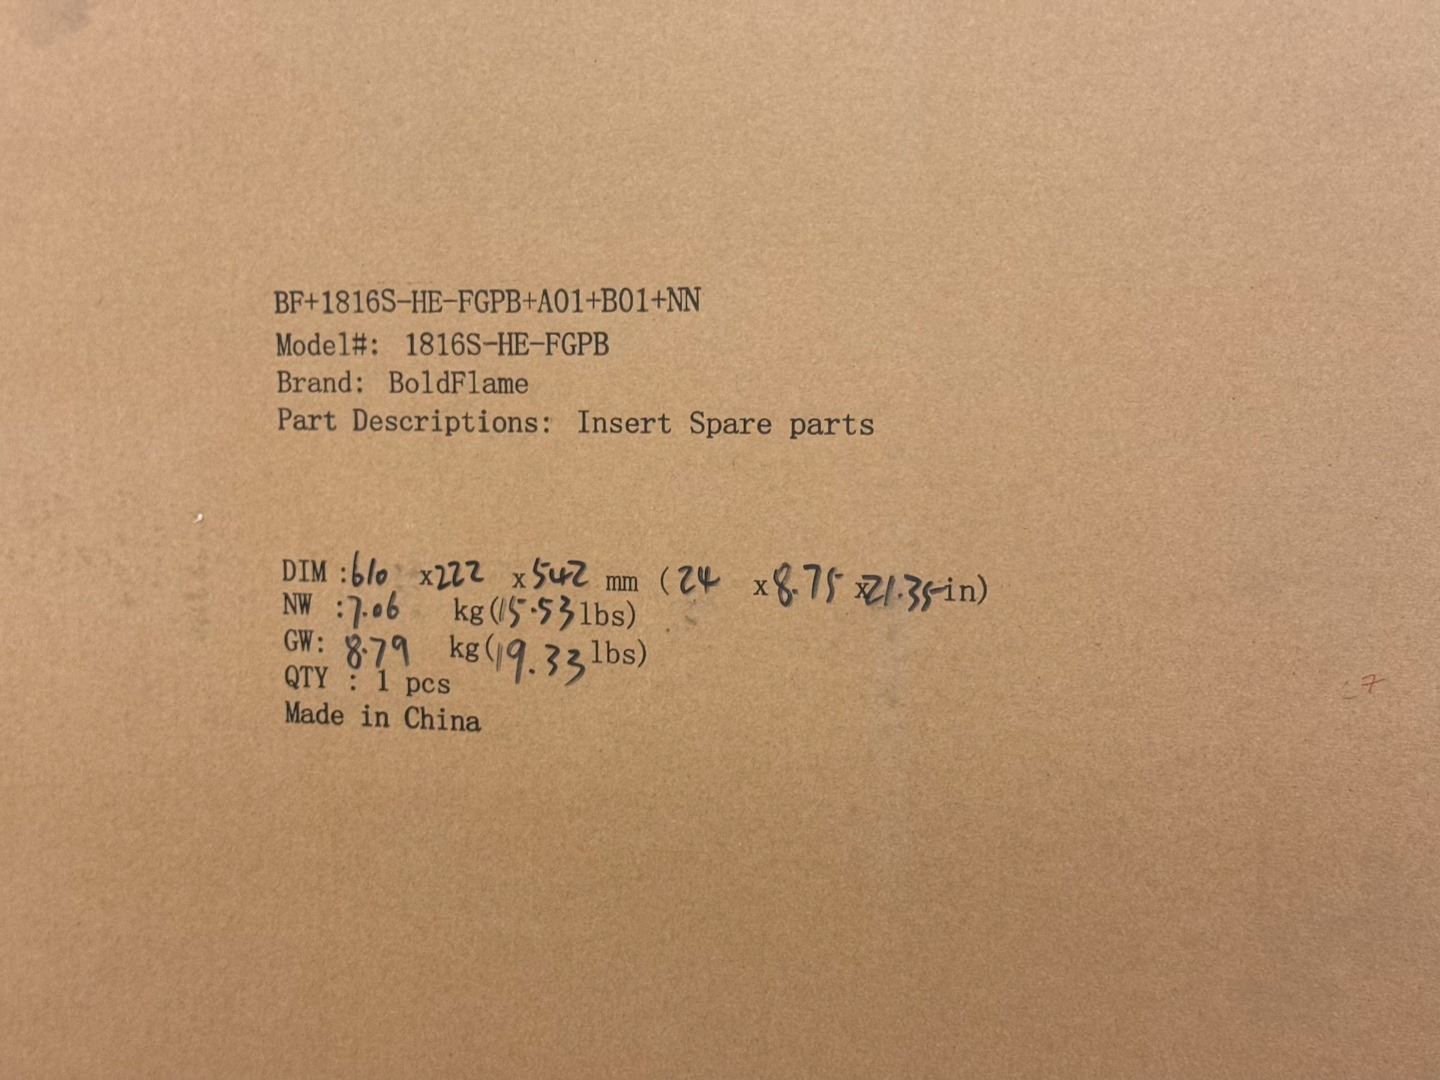 BF+1816S-HE-FGPB+A01+B01+NN
Model#: 1816S-HE-FGPB
Brand: BoldFlame
Part Descriptions: Insert Spare parts
DIM :610 x222 x542 mm (24 x8.75 x21.35in)
NW :7.06 kg(15.53lbs)
GW: 8.79 kg(19.33lbs)
QTY : 1 pcs
Made in China